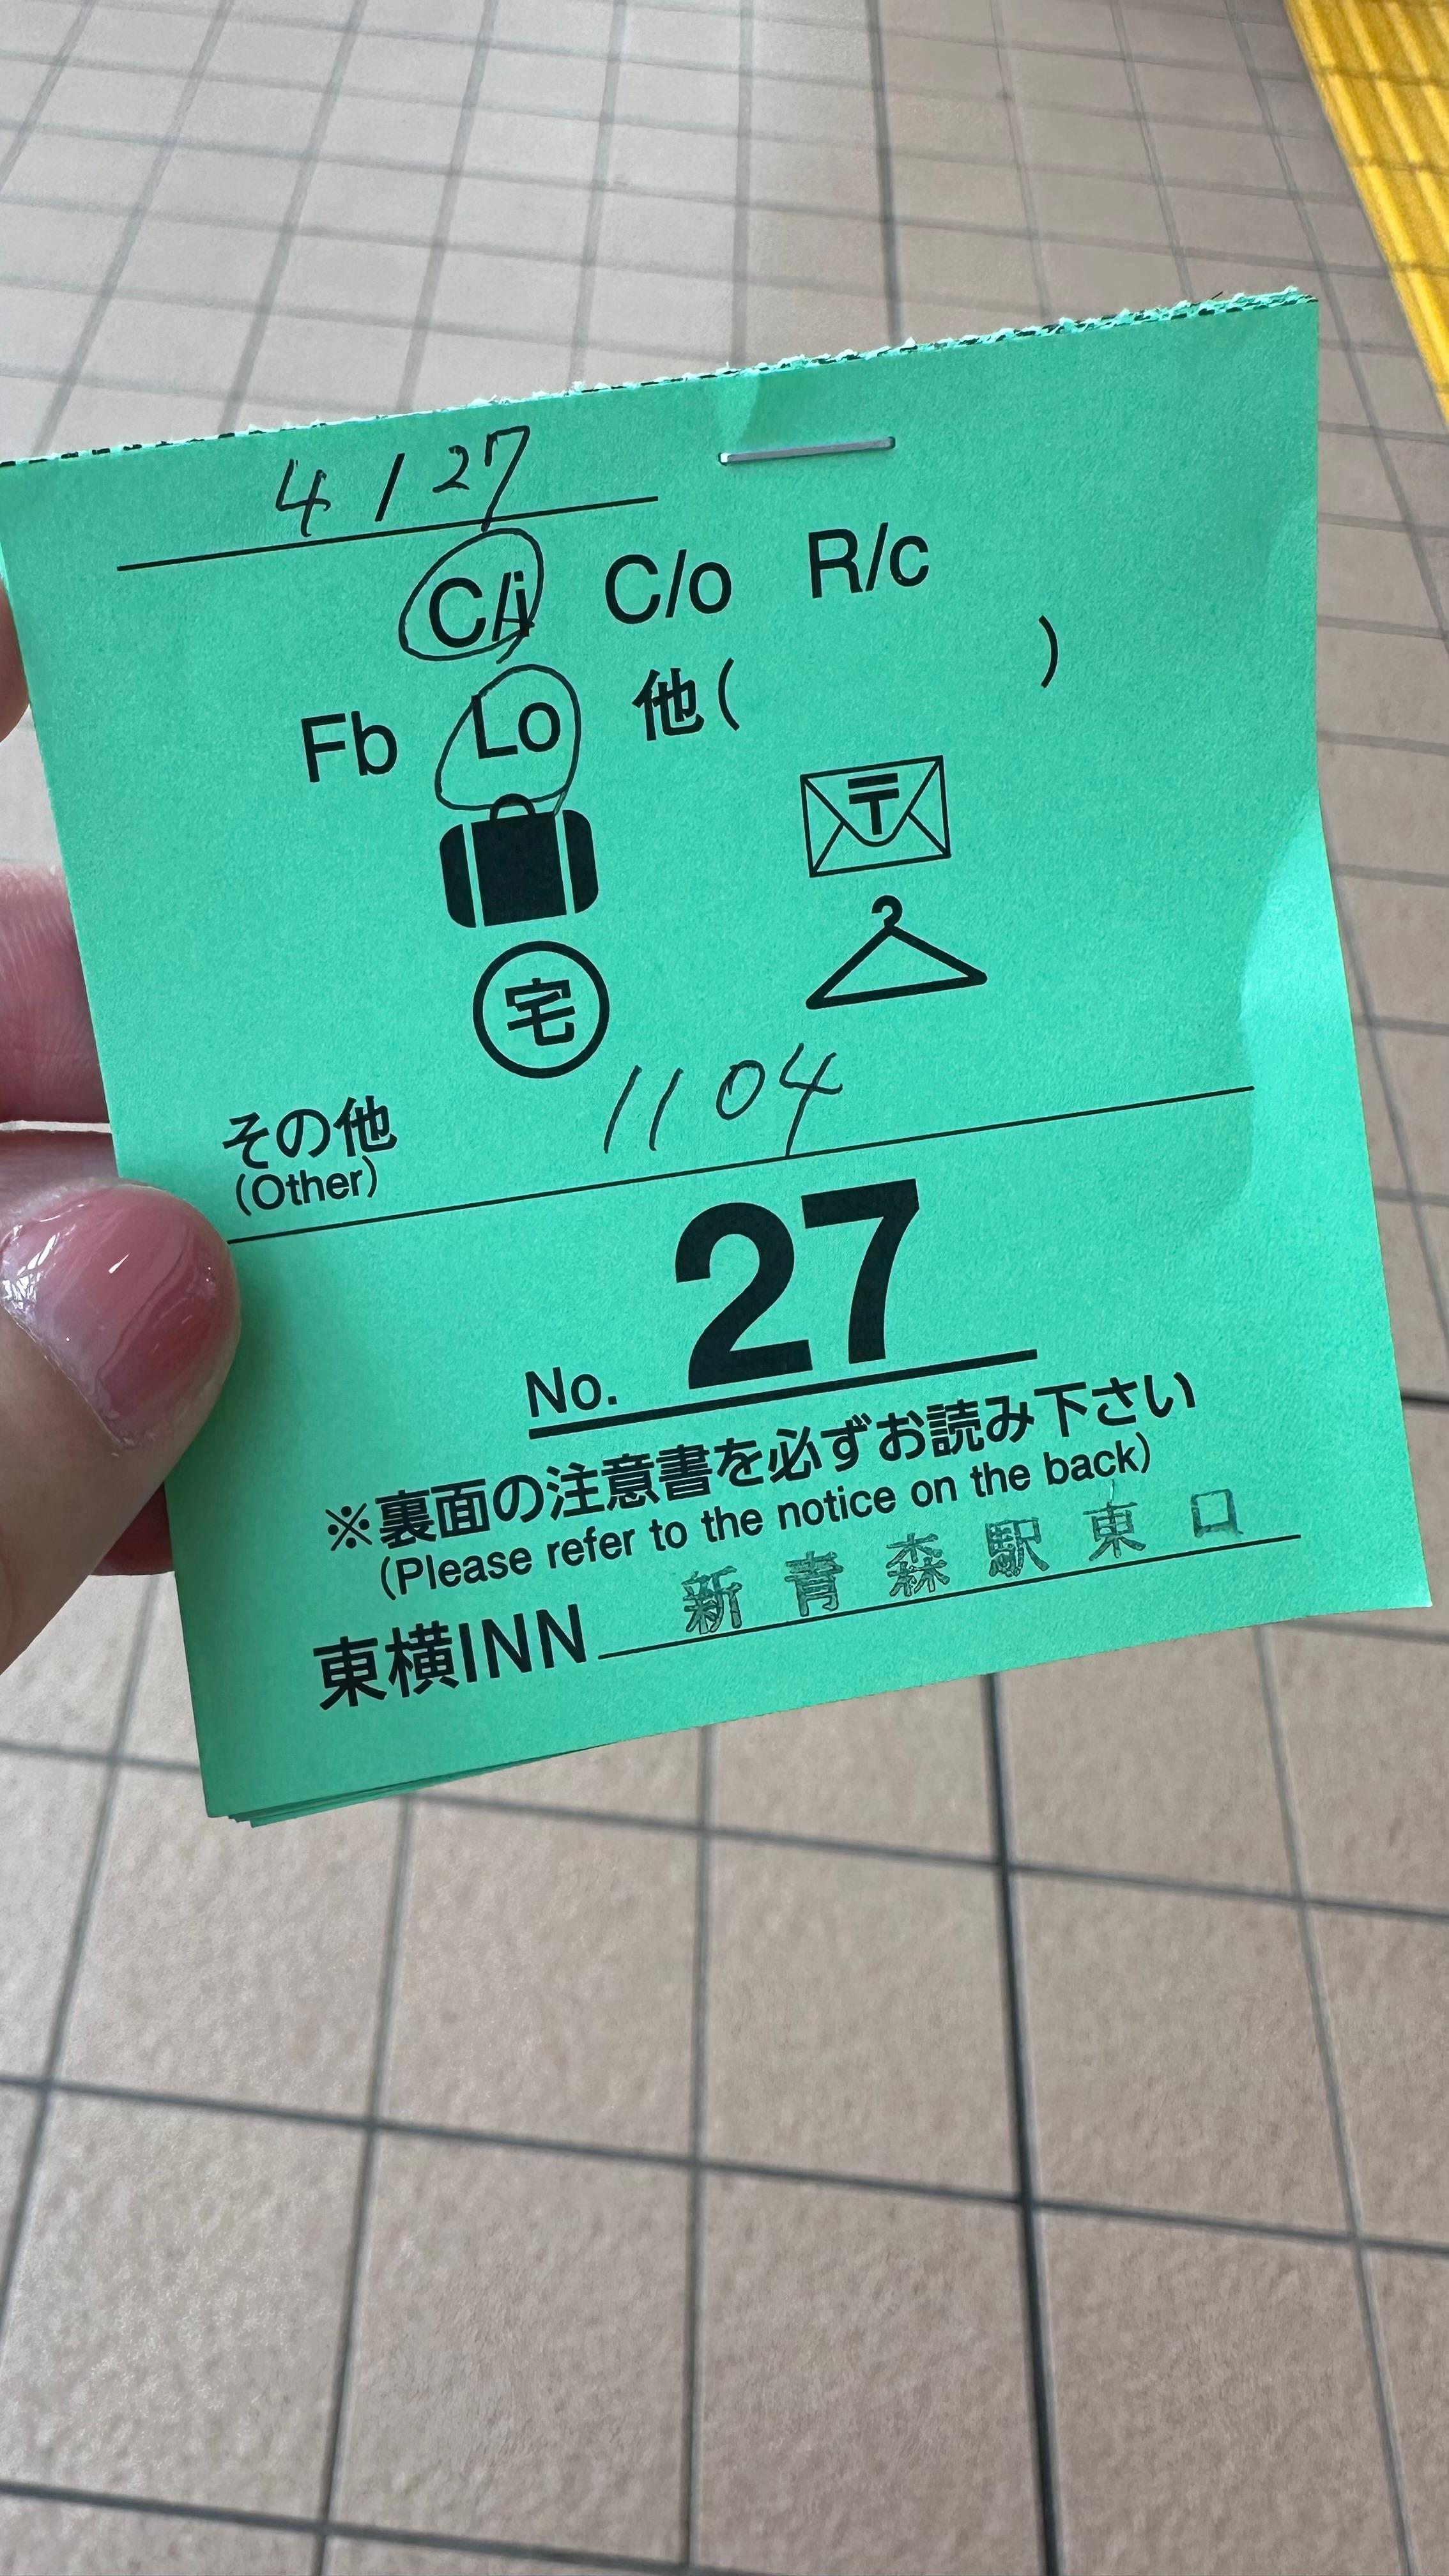 4/27
C/i C/o R/c
Fb Lo 他( )
〒
宅
その他 1104
(Other)
No. 27
※裏面の注意書を必ずお読み下さい
(Please refer to the notice on the back)
東横INN 新青森駅東口